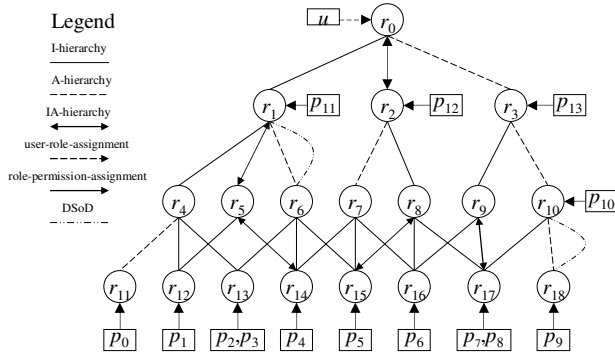 Legend
I-hierarchy
A-hierarchy
IA-hierarchy
user-role-assignment
role-permission-assignment
DSoD
u
r0
r1
p11
r2
p12
r3
p13
r4
r5
r6
r7
r8
r9
r10
p10
r11
r12
r13
r14
r15
r16
r17
r18
p0
p1
p2,p3
p4
p5
p6
p7,p8
p9